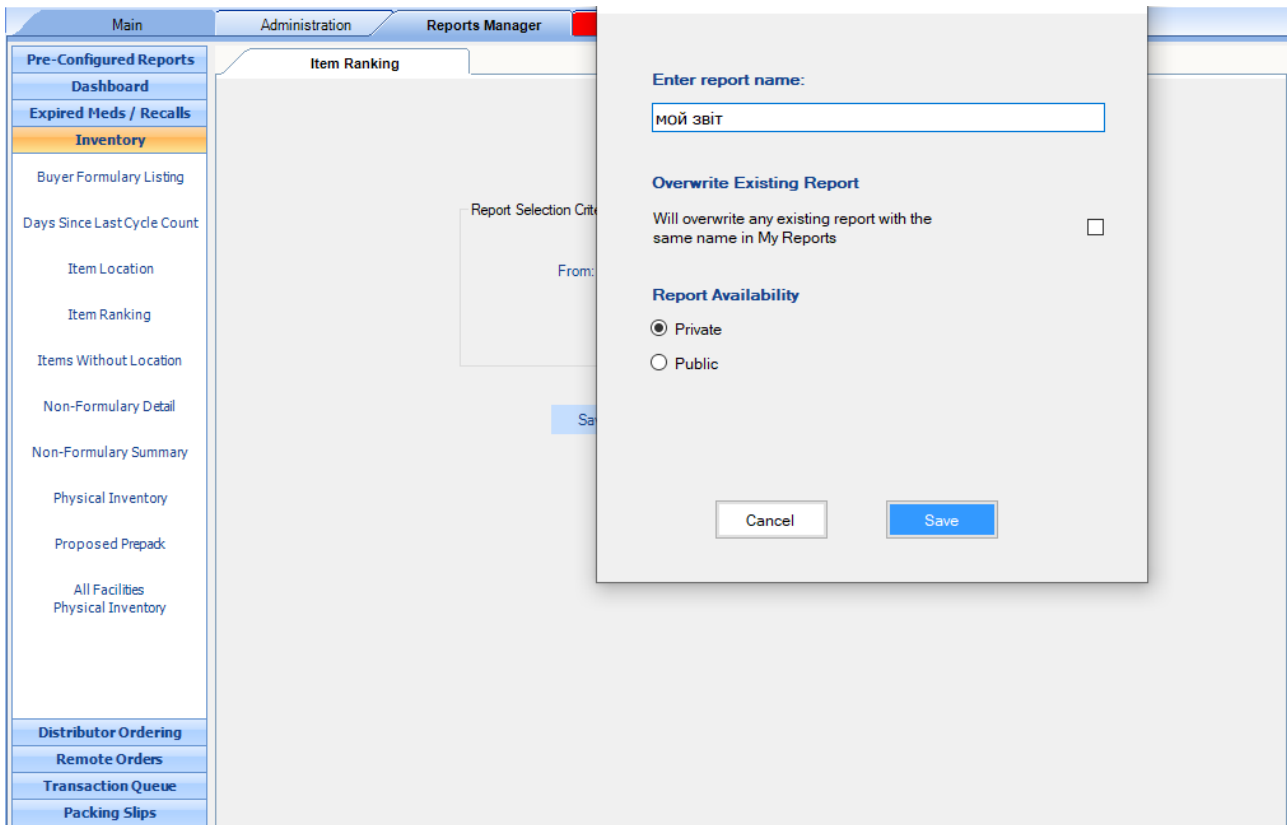 Main
Administration
Reports Manager
Pre-Configured Reports
Dashboard
Expired Meds / Recalls
Inventory
Buyer Formulary Listing
Days Since Last Cycle Count
Item Location
Item Ranking
Items Without Location
Non-Formulary Detail
Non-Formulary Summary
Physical Inventory
Proposed Prepack
All Facilities
Physical Inventory
Distributor Ordering
Remote Orders
Transaction Queue
Packing Slips
Item Ranking
Report Selection
From:
Enter report name:
мой звіт
Overwrite Existing Report
Will overwrite any existing report with the
same name in My Reports
Report Availability
Private
Public
Cancel
Save